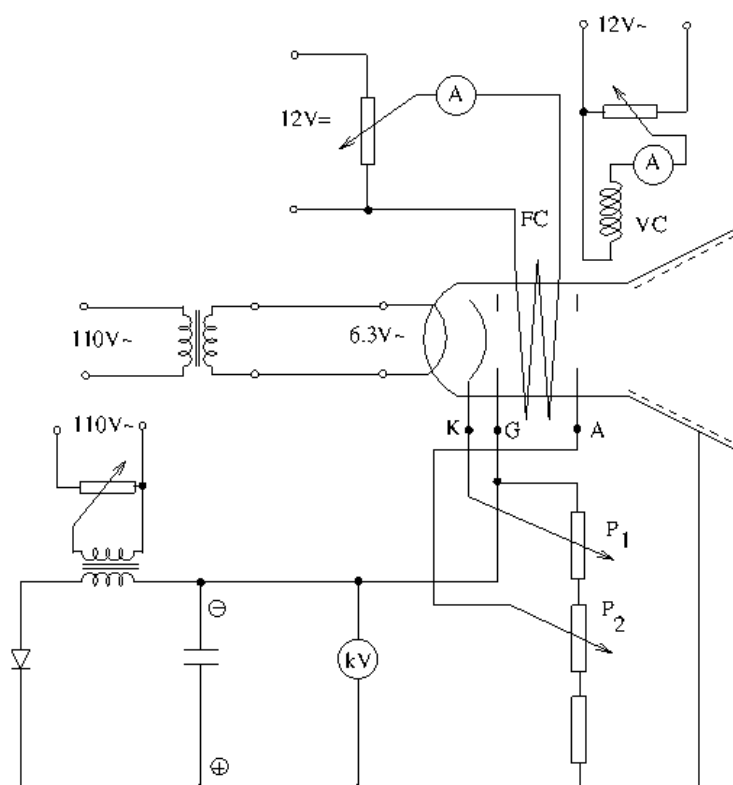 12V~
A
12V=
A
FC
VC
110V~
6.3V~
K
G
A
110V~
P1
P2
⊖
kV
⊕